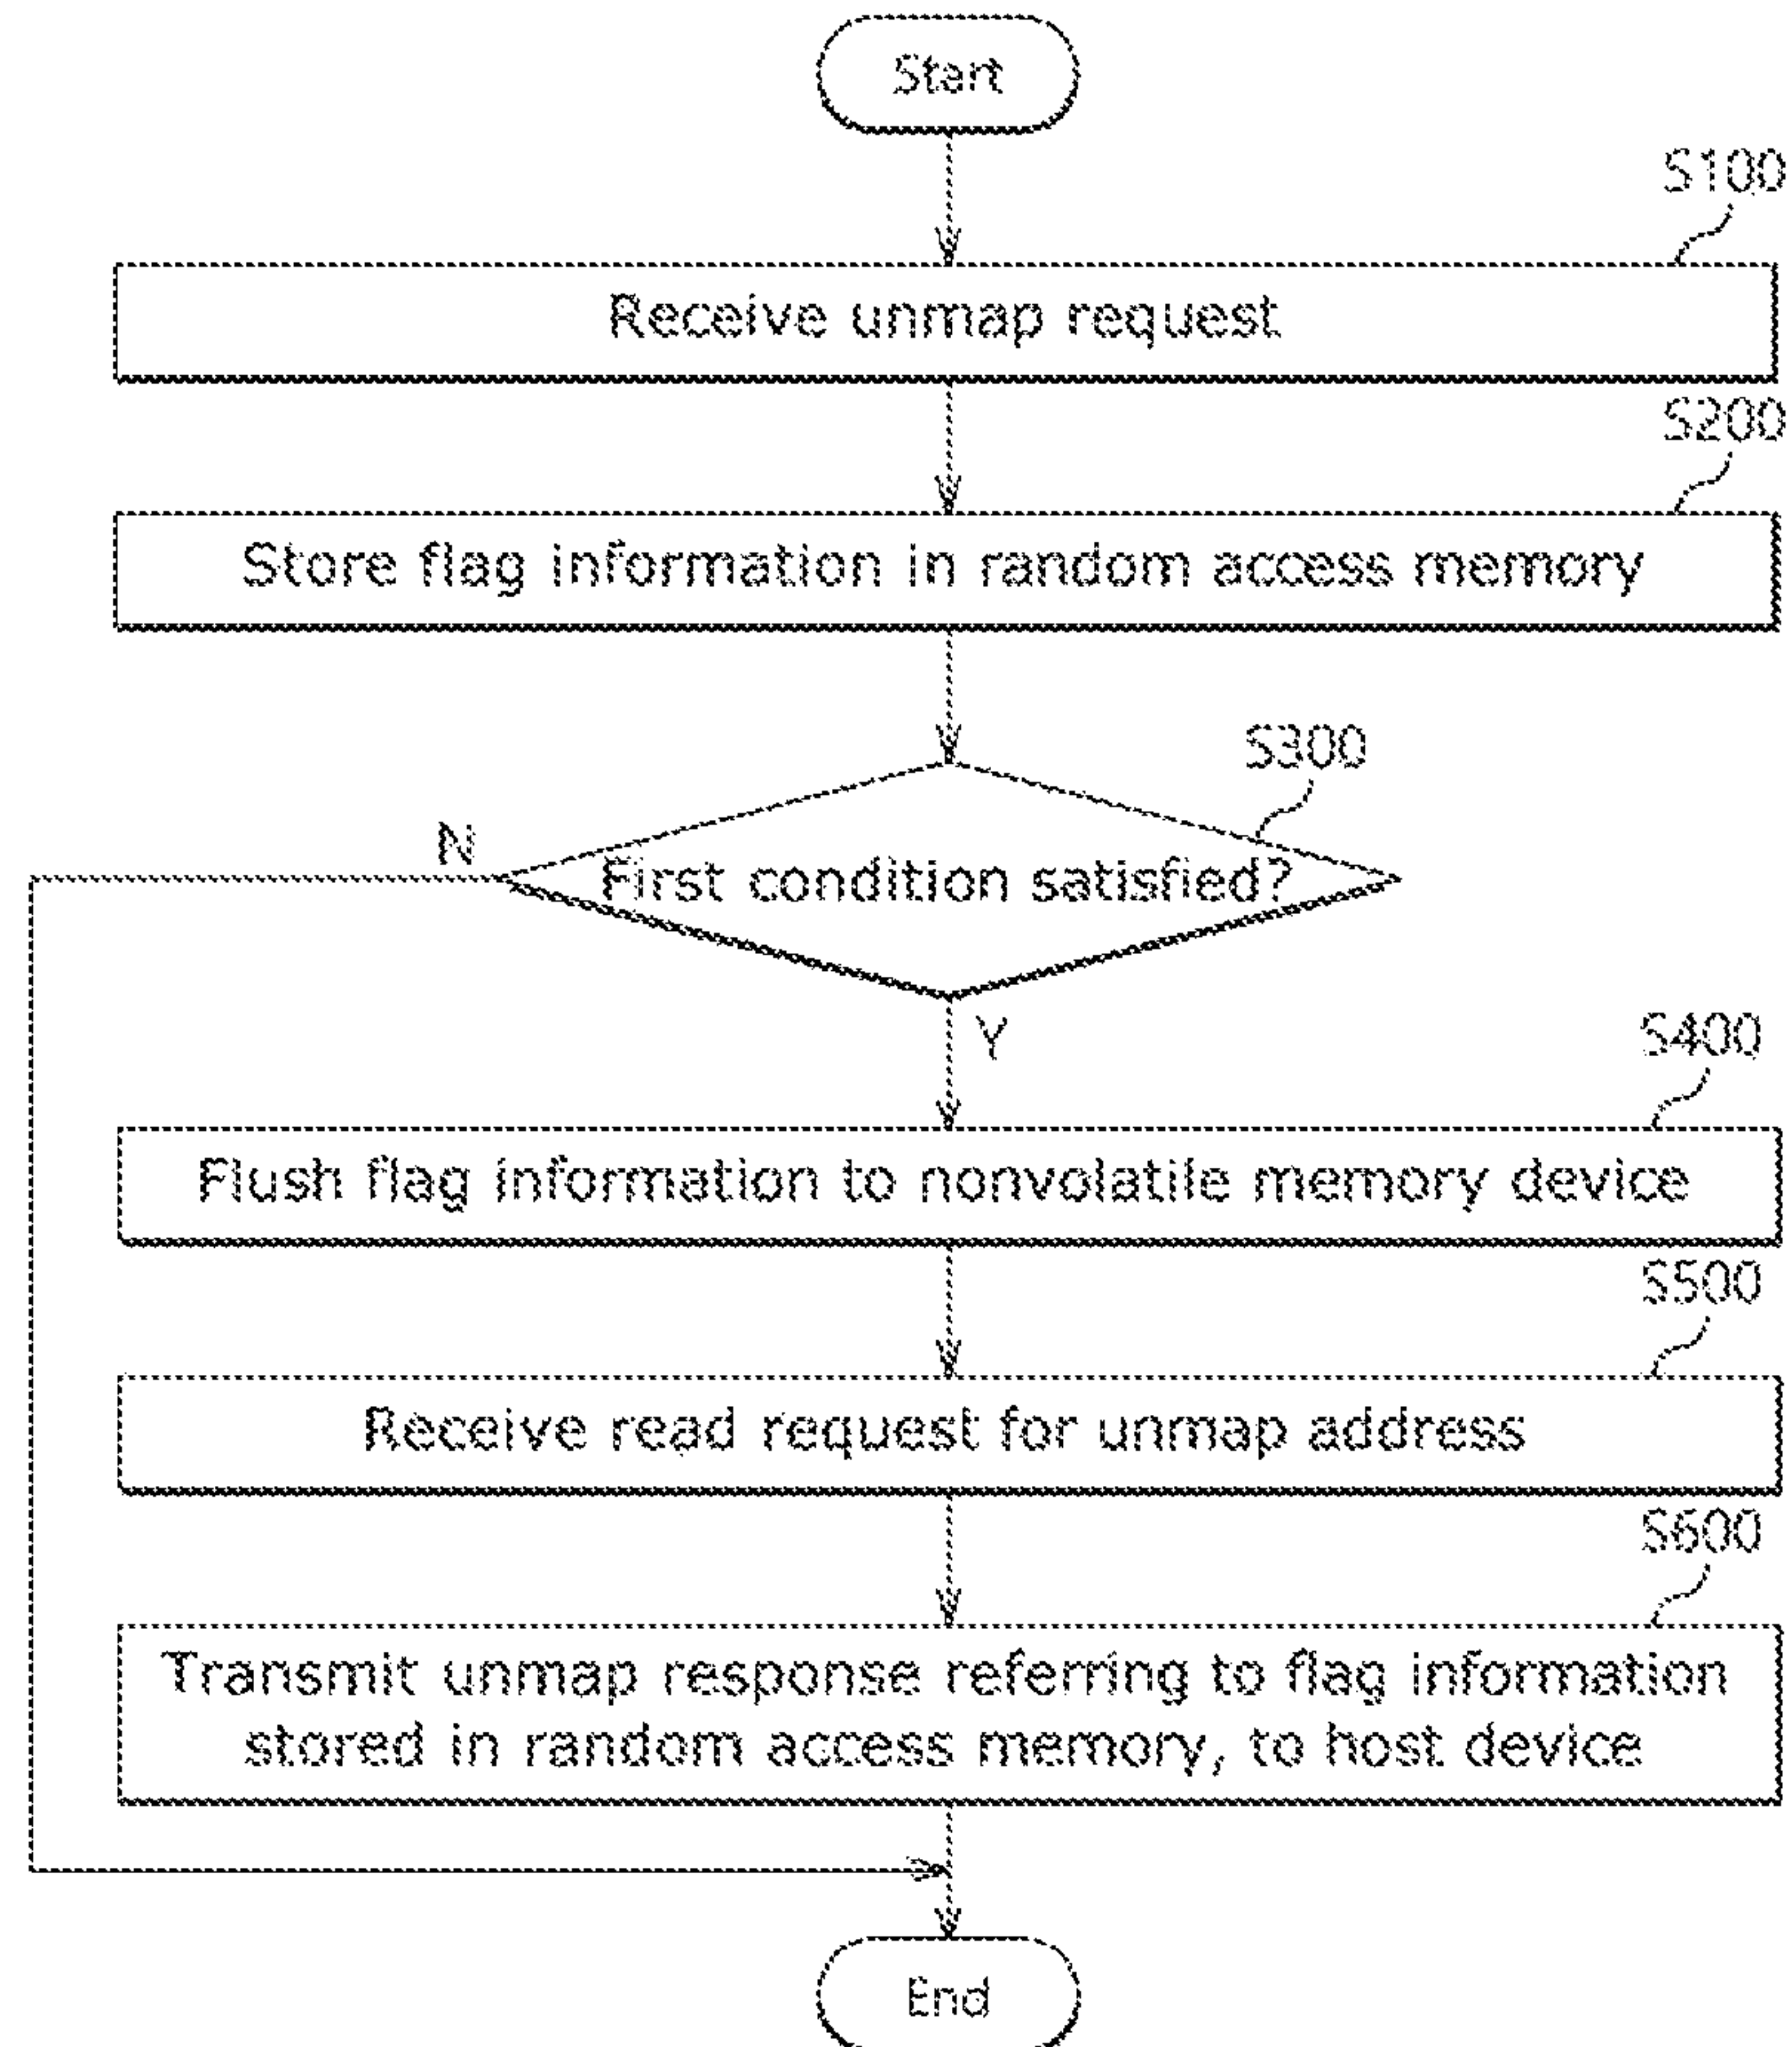 Start
S100
Receive unmap request
S200
Store flag information in random access memory
S300
N
First condition satisfied?
Y
S400
Flush flag information to nonvolatile memory device
S500
Receive read request for unmap address
S600
Transmit unmap response referring to flag information
stored in random access memory, to host device
End